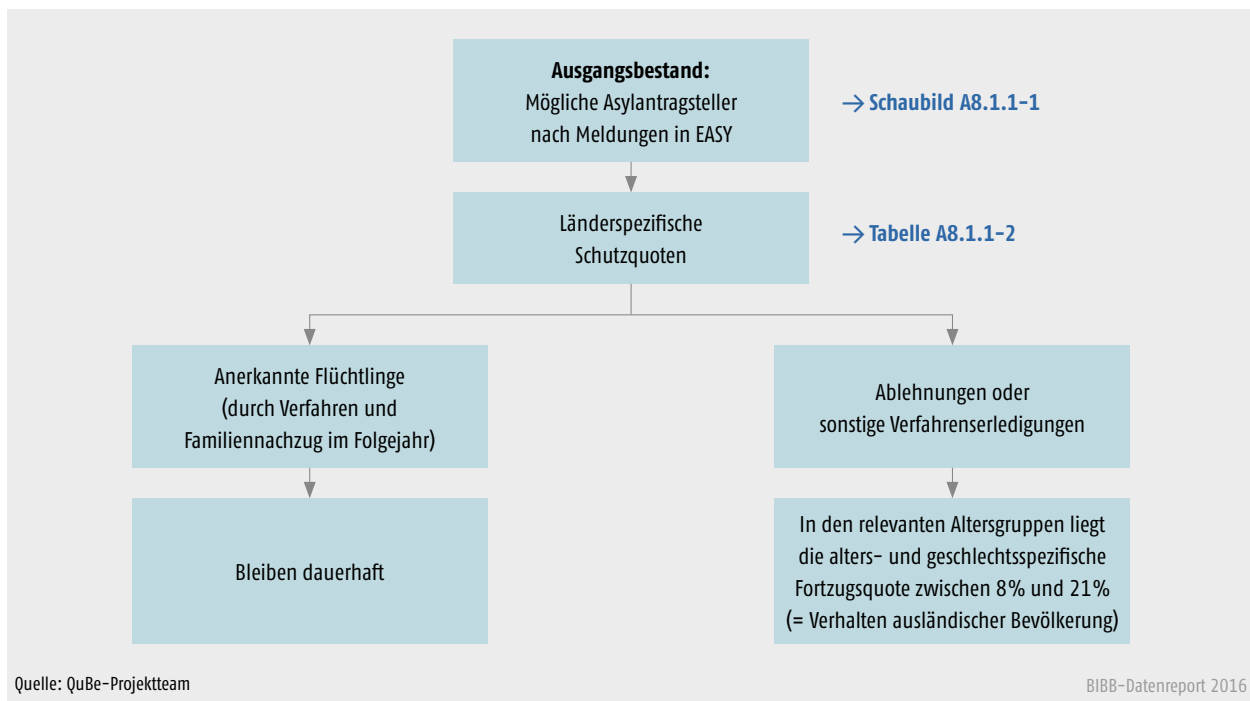 Ausgangsbestand:
Mögliche Asylantragsteller
nach Meldungen in EASY
→ Schaubild A8.1.1-1
Länderspezifische
Schutzquoten
→ Tabelle A8.1.1-2
Anerkannte Flüchtlinge
(durch Verfahren und
Familiennachzug im Folgejahr)
Ablehnungen oder
sonstige Verfahrenserledigungen
Bleiben dauerhaft
In den relevanten Altersgruppen liegt
die alters- und geschlechtsspezifische
Fortzugsquote zwischen 8% und 21%
(= Verhalten ausländischer Bevölkerung)
Quelle: QuBe-Projektteam
BIBB-Datenreport 2016